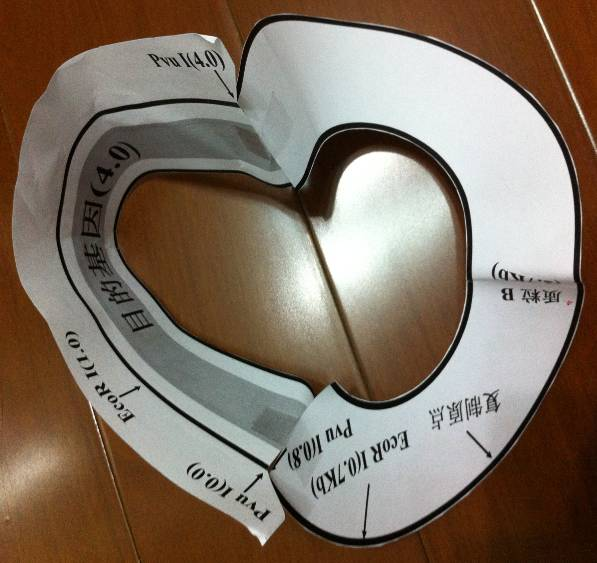 Pvu I(4.0)
目的基因(4.0)
EcoR I(1.0)
Pvu I(0.0)
Pvu I(0.8)
EcoR I(0.7Kb)
复制原点
质粒 B